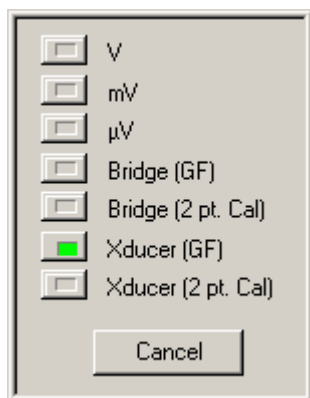 V
mV
µV
Bridge (GF)
Bridge (2 pt. Cal)
Xducer (GF)
Xducer (2 pt. Cal)
Cancel